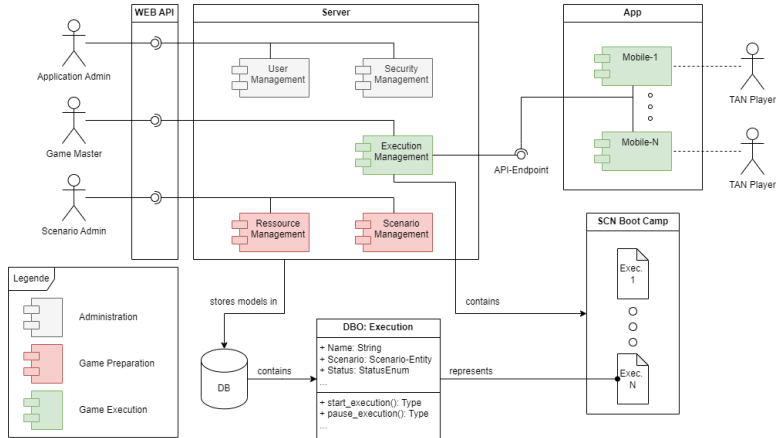 WEB API
Server
App
Application Admin
User
Management
Security
Management
Mobile-1
TAN Player
Game Master
Execution
Management
API-Endpoint
Mobile-N
TAN Player
Scenario Admin
Ressource
Management
Scenario
Management
SCN Boot Camp
Exec.
1
Legende
Administration
Game Preparation
Game Execution
stores models in
contains
DB
contains
DBO: Execution
+ Name: String
+ Scenario: Scenario-Entity
+ Status: StatusEnum
...
+ start_execution(): Type
+ pause_execution(): Type
...
represents
Exec.
N